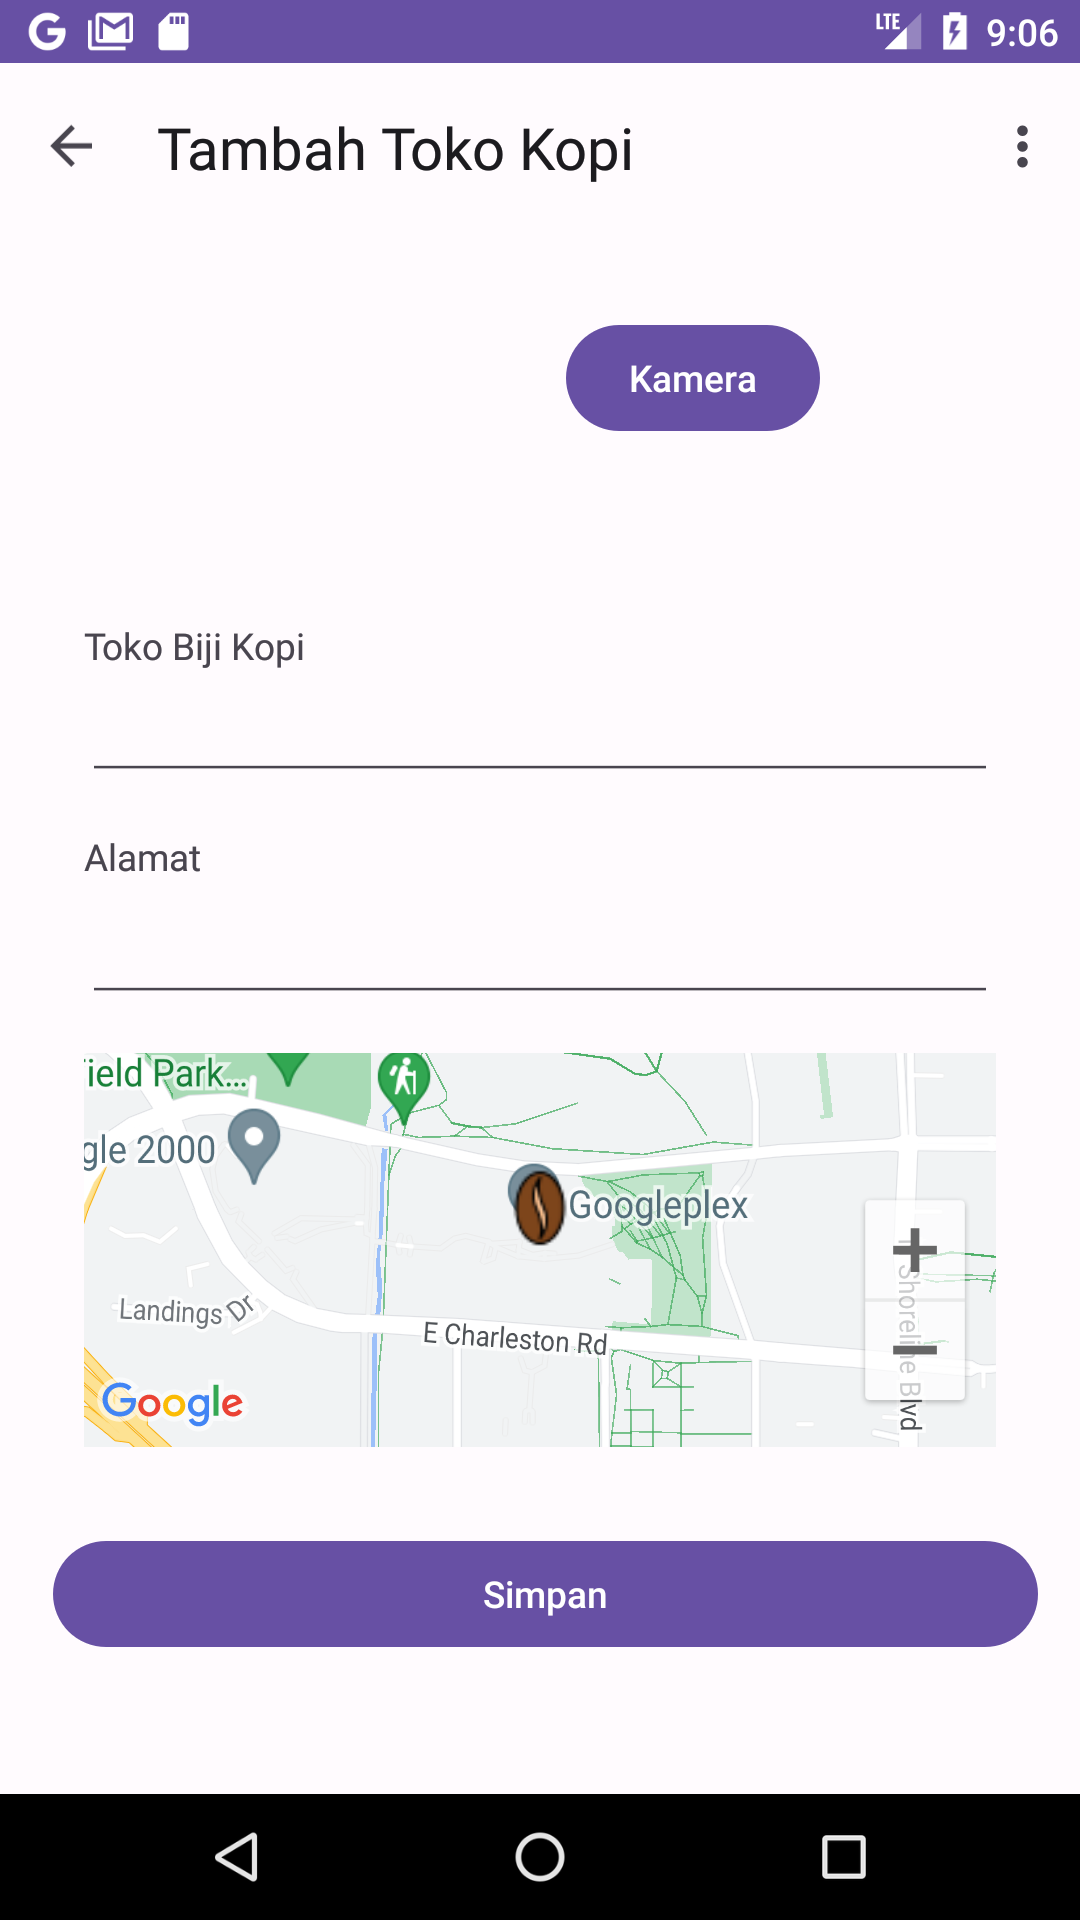 LTE 9:06
Tambah Toko Kopi
Kamera
Toko Biji Kopi
Alamat
ield Park...
gle 2000
Googleplex
Landings Dr
E Charleston Rd
Shoreline Blvd
Google
Simpan